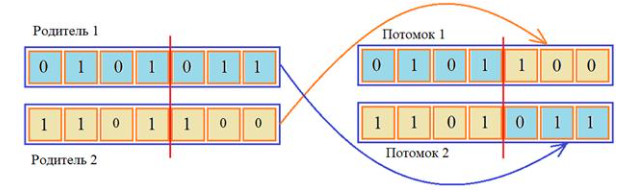 Родитель 1
0 1 0 1 0 1 1
1 1 0 1 1 0 0
Родитель 2
Потомок 1
0 1 0 1 1 0 0
1 1 0 1 0 1 1
Потомок 2